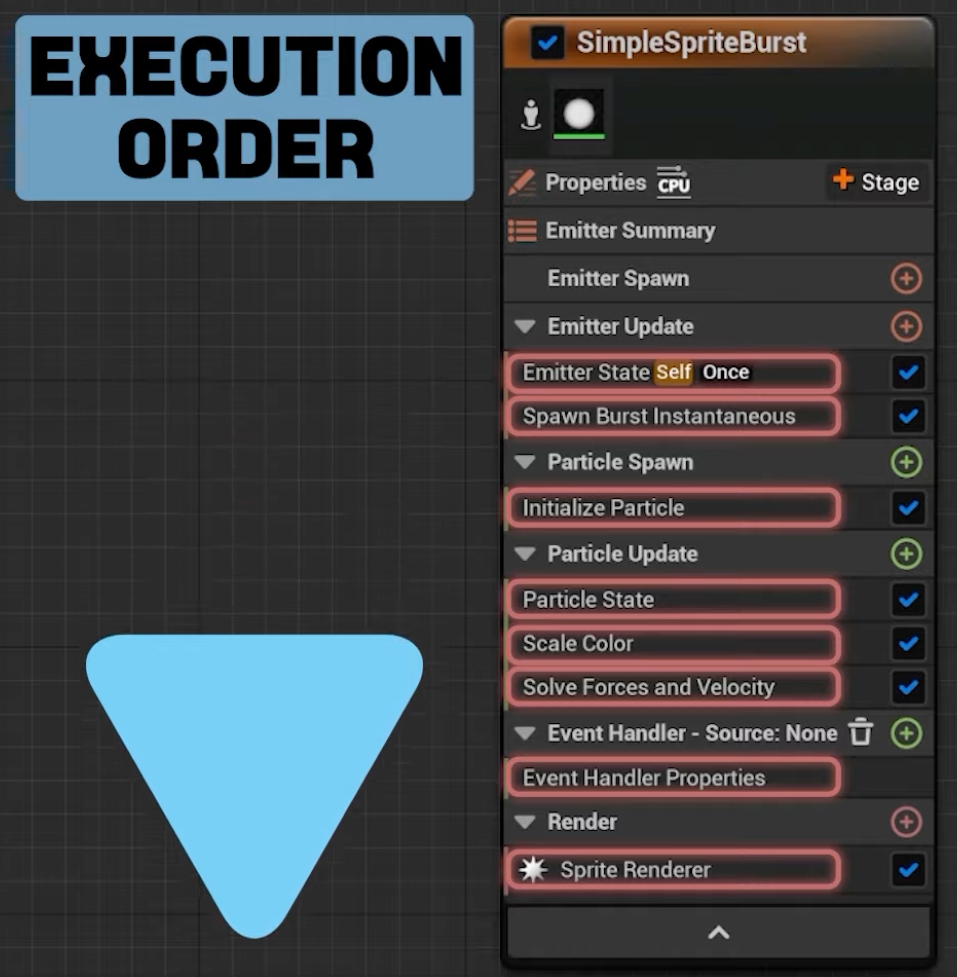 EXECUTION
ORDER
SimpleSpriteBurst
Properties CPU Stage
Emitter Summary
Emitter Spawn
Emitter Update
Emitter State Self Once
Spawn Burst Instantaneous
Particle Spawn
Initialize Particle
Particle Update
Particle State
Scale Color
Solve Forces and Velocity
Event Handler - Source: None
Event Handler Properties
Render
Sprite Renderer